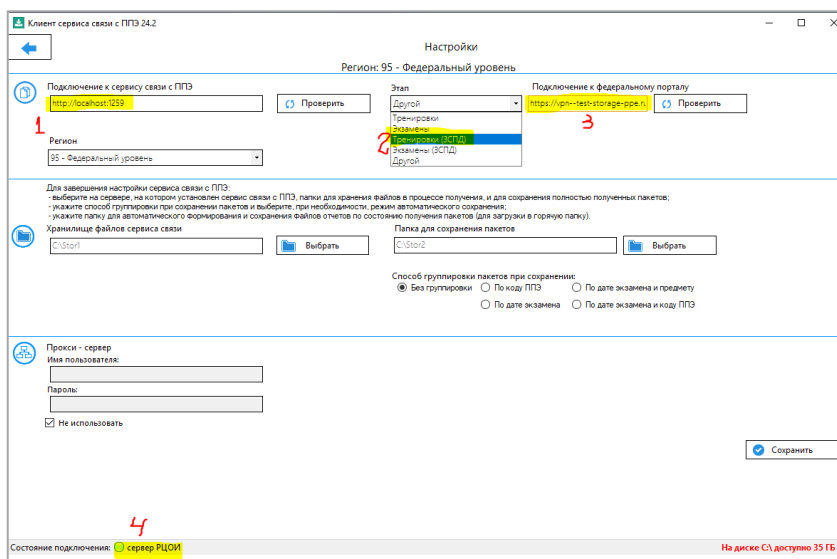 Клиент сервиса связи с ППЭ 24.2
Настройки
Регион: 95 - Федеральный уровень
Подключение к сервису связи с ППЭ
Этап
Подключение к федеральному порталу
http://localhost:1259
Проверить
Другой
https://vpn--test-storage-ppe.ru
Проверить
1
Тренировки
Экзамены
2
Тренировки (ЗСПД)
3
Экзамены (ЗСПД)
Другой
Регион
95 - Федеральный уровень
Для завершения настройки сервиса связи с ППЭ:
- выберите на сервере, на котором установлен сервис связи с ППЭ, папки для хранения файлов в процессе получения, и для сохранения полностью полученных пакетов;
- укажите способ группировки при сохранении пакетов и выберите, при необходимости, режим автоматического сохранения;
- укажите папку для автоматического формирования и сохранения файлов отчетов по состоянию получения пакетов (для загрузки в горячую папку).
Хранилище файлов сервиса связи
Папка для сохранения пакетов
C:\Stor1
Выбрать
C:\Stor2
Выбрать
Способ группировки пакетов при сохранении:
Без группировки
По коду ППЭ
По дате экзамена и предмету
По дате экзамена
По дате экзамена и коду ППЭ
Прокси - сервер
Имя пользователя:
Пароль:
Не использовать
Сохранить
4
Состояние подключения: сервер РЦОИ
На диске C:\ доступно 35 ГБ